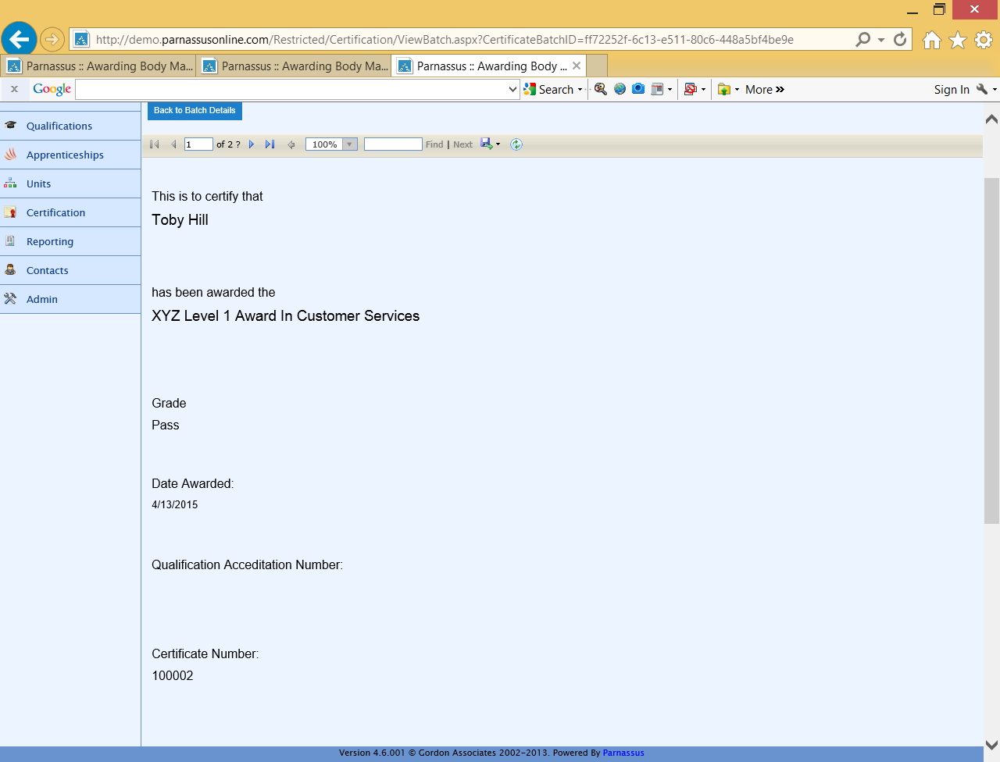 http://demo.parnassusonline.com/Restricted/Certification/ViewBatch.aspx?CertificateBatchID=ff72252f-6c13-e511-80c6-448a5bf4be9e
Parnassus :: Awarding Body Ma...
Parnassus :: Awarding Body Ma...
Parnassus :: Awarding Body ...
x Google Search More » Sign In
Back to Batch Details
Qualifications
Apprenticeships
Units
Certification
Reporting
Contacts
Admin
1 of 2 ? 100% Find | Next
This is to certify that
Toby Hill
has been awarded the
XYZ Level 1 Award In Customer Services
Grade
Pass
Date Awarded:
4/13/2015
Qualification Acceditation Number:
Certificate Number:
100002
Version 4.6.001 © Gordon Associates 2002-2013. Powered By Parnassus